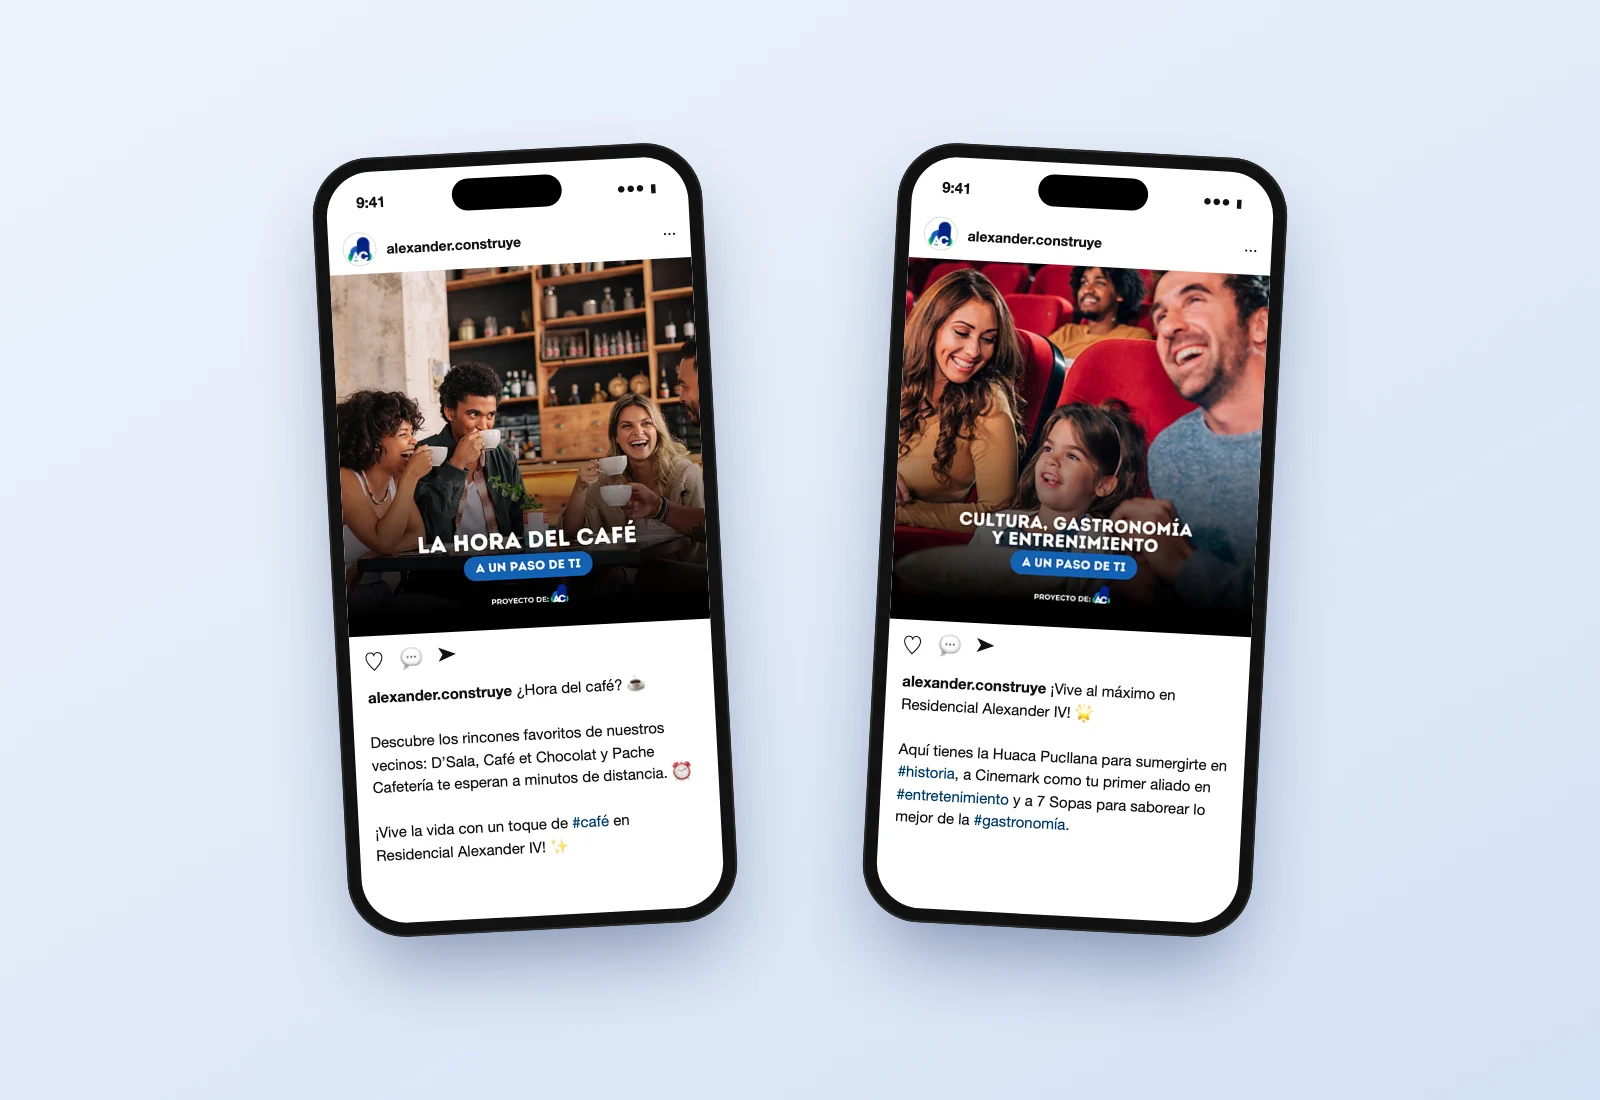 9:41
alexander.construye
LA HORA DEL CAFÉ
A UN PASO DE TI
PROYECTO DE: AC
alexander.construye ¿Hora del café? ☕
Descubre los rincones favoritos de nuestros
vecinos: D’Sala, Café et Chocolat y Pache
Cafetería te esperan a minutos de distancia. ⏰
¡Vive la vida con un toque de #café en
Residencial Alexander IV! ✨
9:41
alexander.construye
CULTURA, GASTRONOMÍA
Y ENTRENIMIENTO
A UN PASO DE TI
PROYECTO DE: AC
alexander.construye ¡Vive al máximo en
Residencial Alexander IV! 🌟
Aquí tienes la Huaca Pucllana para sumergirte en
#historia, a Cinemark como tu primer aliado en
#entretenimiento y a 7 Sopas para saborear lo
mejor de la #gastronomía.